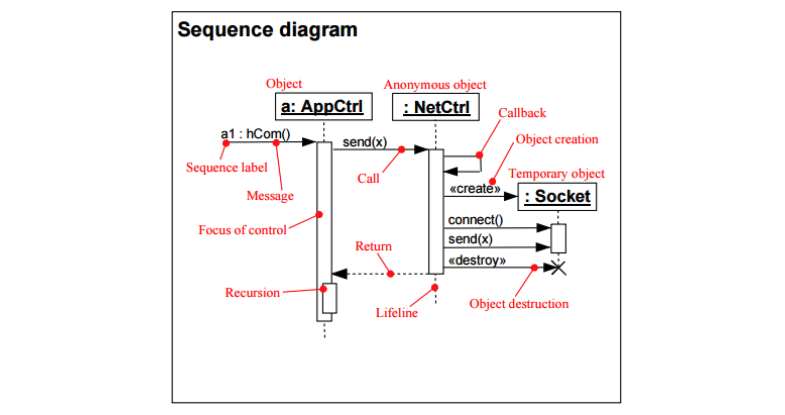 Sequence diagram
Object
Anonymous object
a: AppCtrl
: NetCtrl
Callback
a1 : hCom()
send(x)
Object creation
Sequence label
Call
Temporary object
Message
«create»
: Socket
connect()
Focus of control
send(x)
Return
«destroy»
Recursion
Lifeline
Object destruction